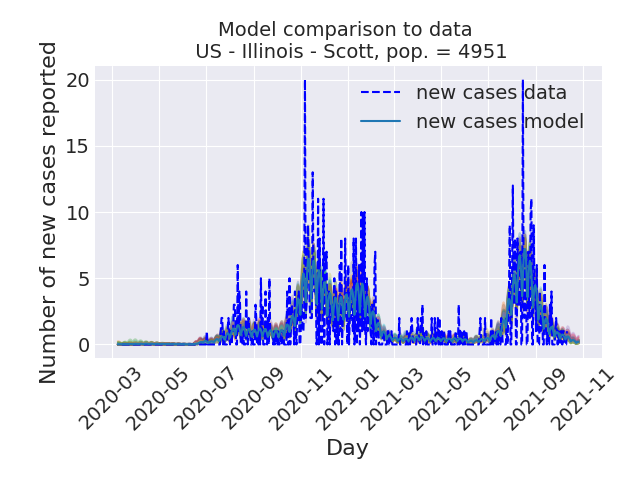 Model comparison to data
US - Illinois - Scott, pop. = 4951
Number of new cases reported
20
15
10
5
0
new cases data
new cases model
2020-03
2020-05
2020-07
2020-09
2020-11
2021-01
2021-03
2021-05
2021-07
2021-09
2021-11
Day